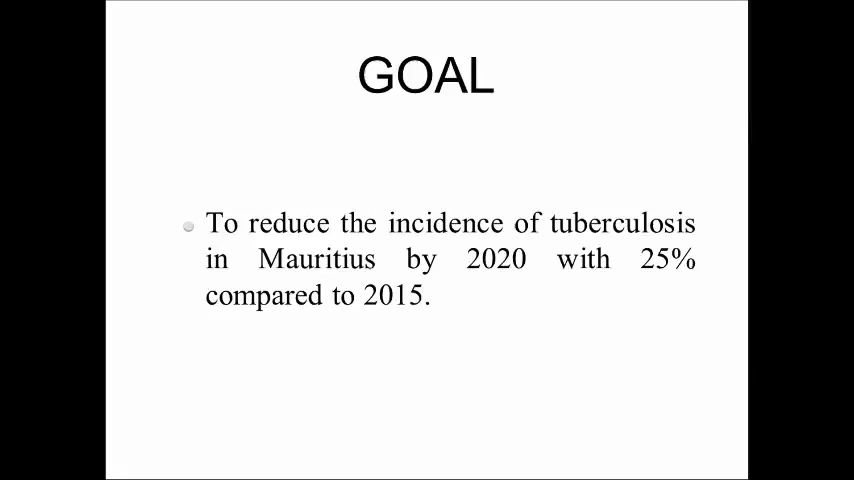 GOAL
To reduce the incidence of tuberculosis
in Mauritius by 2020 with 25%
compared to 2015.